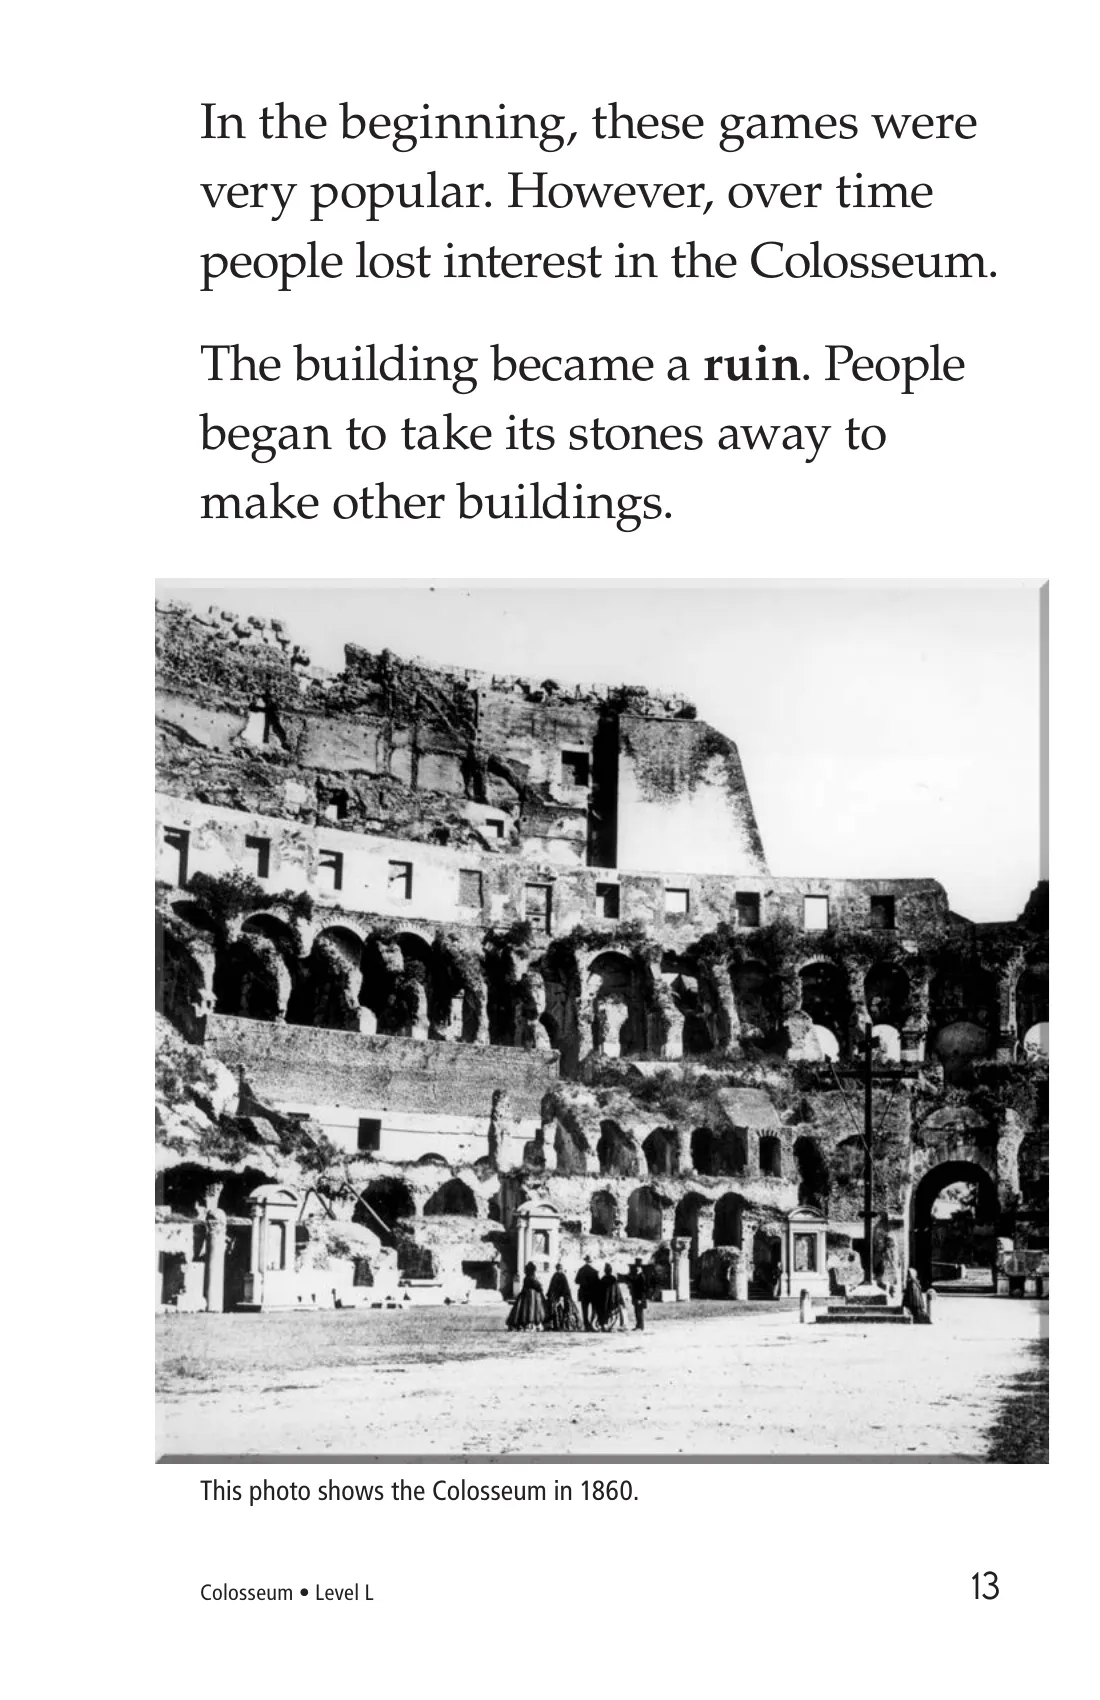 In the beginning, these games were
very popular. However, over time
people lost interest in the Colosseum.
The building became a ruin. People
began to take its stones away to
make other buildings.
This photo shows the Colosseum in 1860.
Colosseum • Level L
13